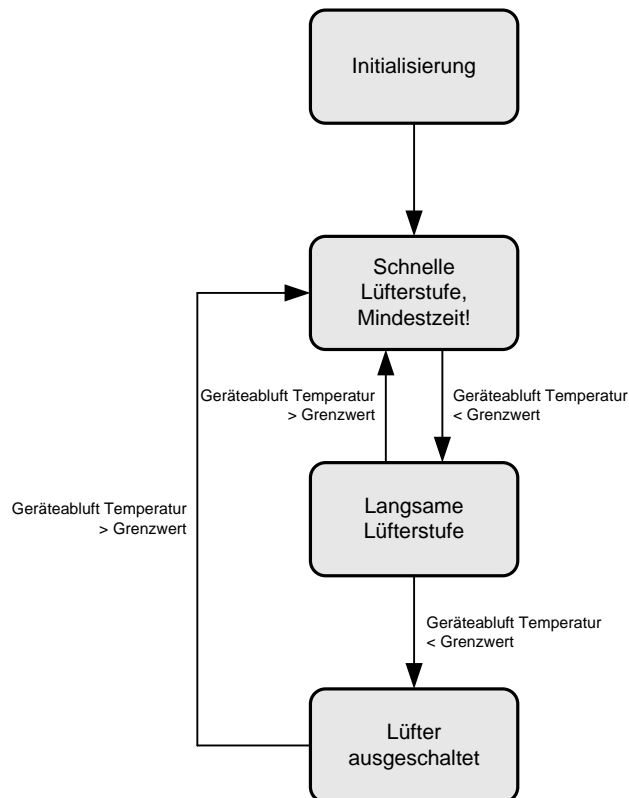 Initialisierung
Schnelle
Lüfterstufe,
Mindestzeit!
Geräteabluft Temperatur
> Grenzwert
Geräteabluft Temperatur
< Grenzwert
Langsame
Lüfterstufe
Geräteabluft Temperatur
> Grenzwert
Geräteabluft Temperatur
< Grenzwert
Lüfter
ausgeschaltet